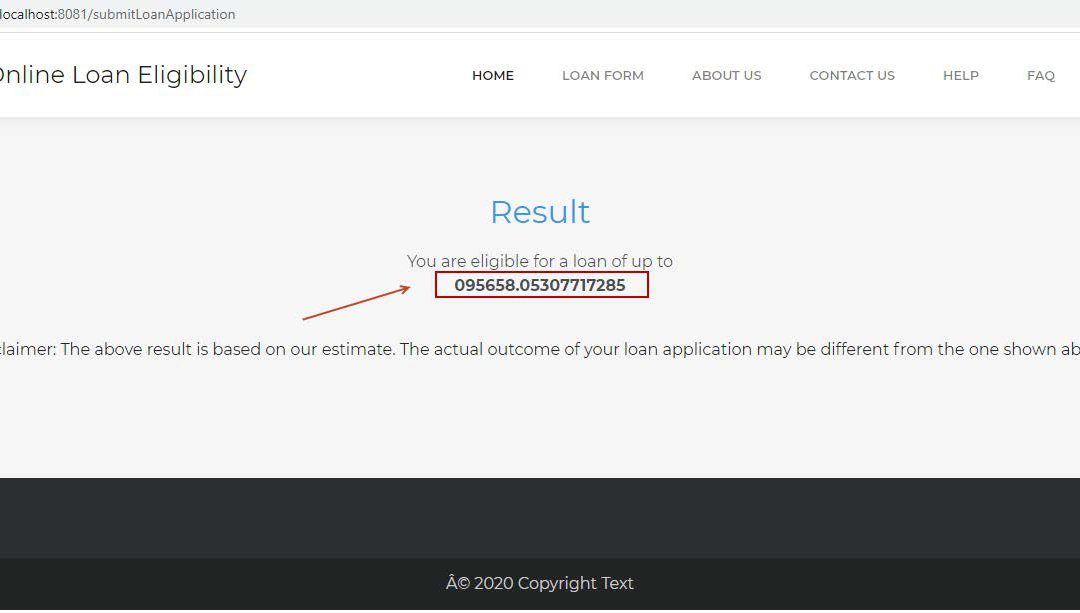 localhost:8081/submitLoanApplication
Online Loan Eligibility HOME LOAN FORM ABOUT US CONTACT US HELP FAQ
Result
You are eligible for a loan of up to
095658.05307717285
claimer: The above result is based on our estimate. The actual outcome of your loan application may be different from the one shown ab
Â© 2020 Copyright Text